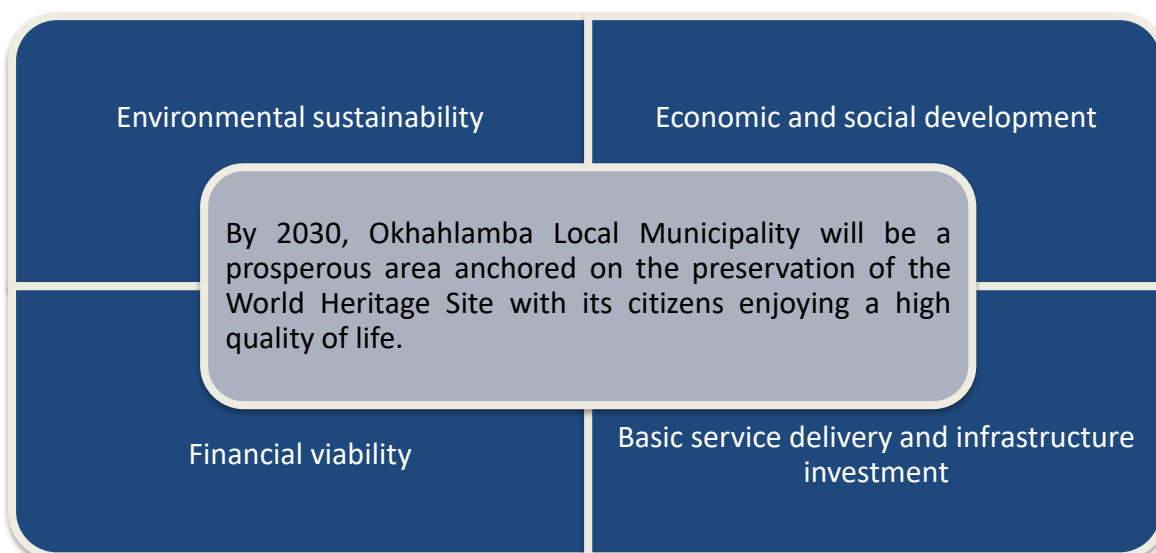 Environmental sustainability
Economic and social development
By 2030, Okhahlamba Local Municipality will be a
prosperous area anchored on the preservation of the
World Heritage Site with its citizens enjoying a high
quality of life.
Financial viability
Basic service delivery and infrastructure
investment